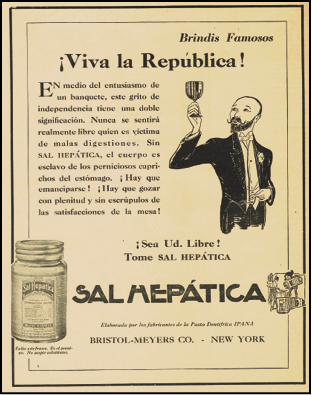 Brindis Famosos
¡Viva la República!
EN medio del entusiasmo de
un banquete, este grito de
independencia tiene una doble
significación. Nunca se sentirá
realmente libre quien es víctima
de malas digestiones. Sin
SAL HEPÁTICA, el cuerpo es
esclavo de los perniciosos capri-
chos del estómago. ¡Hay que
emanciparse! ¡Hay que gozar
con plenitud y sin escrúpulos de
las satisfacciones de la mesa!
¡Sea Ud. Libre!
Tome SAL HEPÁTICA
Sal Hepatica
SAL HEPÁTICA
Elaborada por los fabricantes de la Pasta Dentífrica IPANA
BRISTOL-MEYERS CO. - NEW YORK